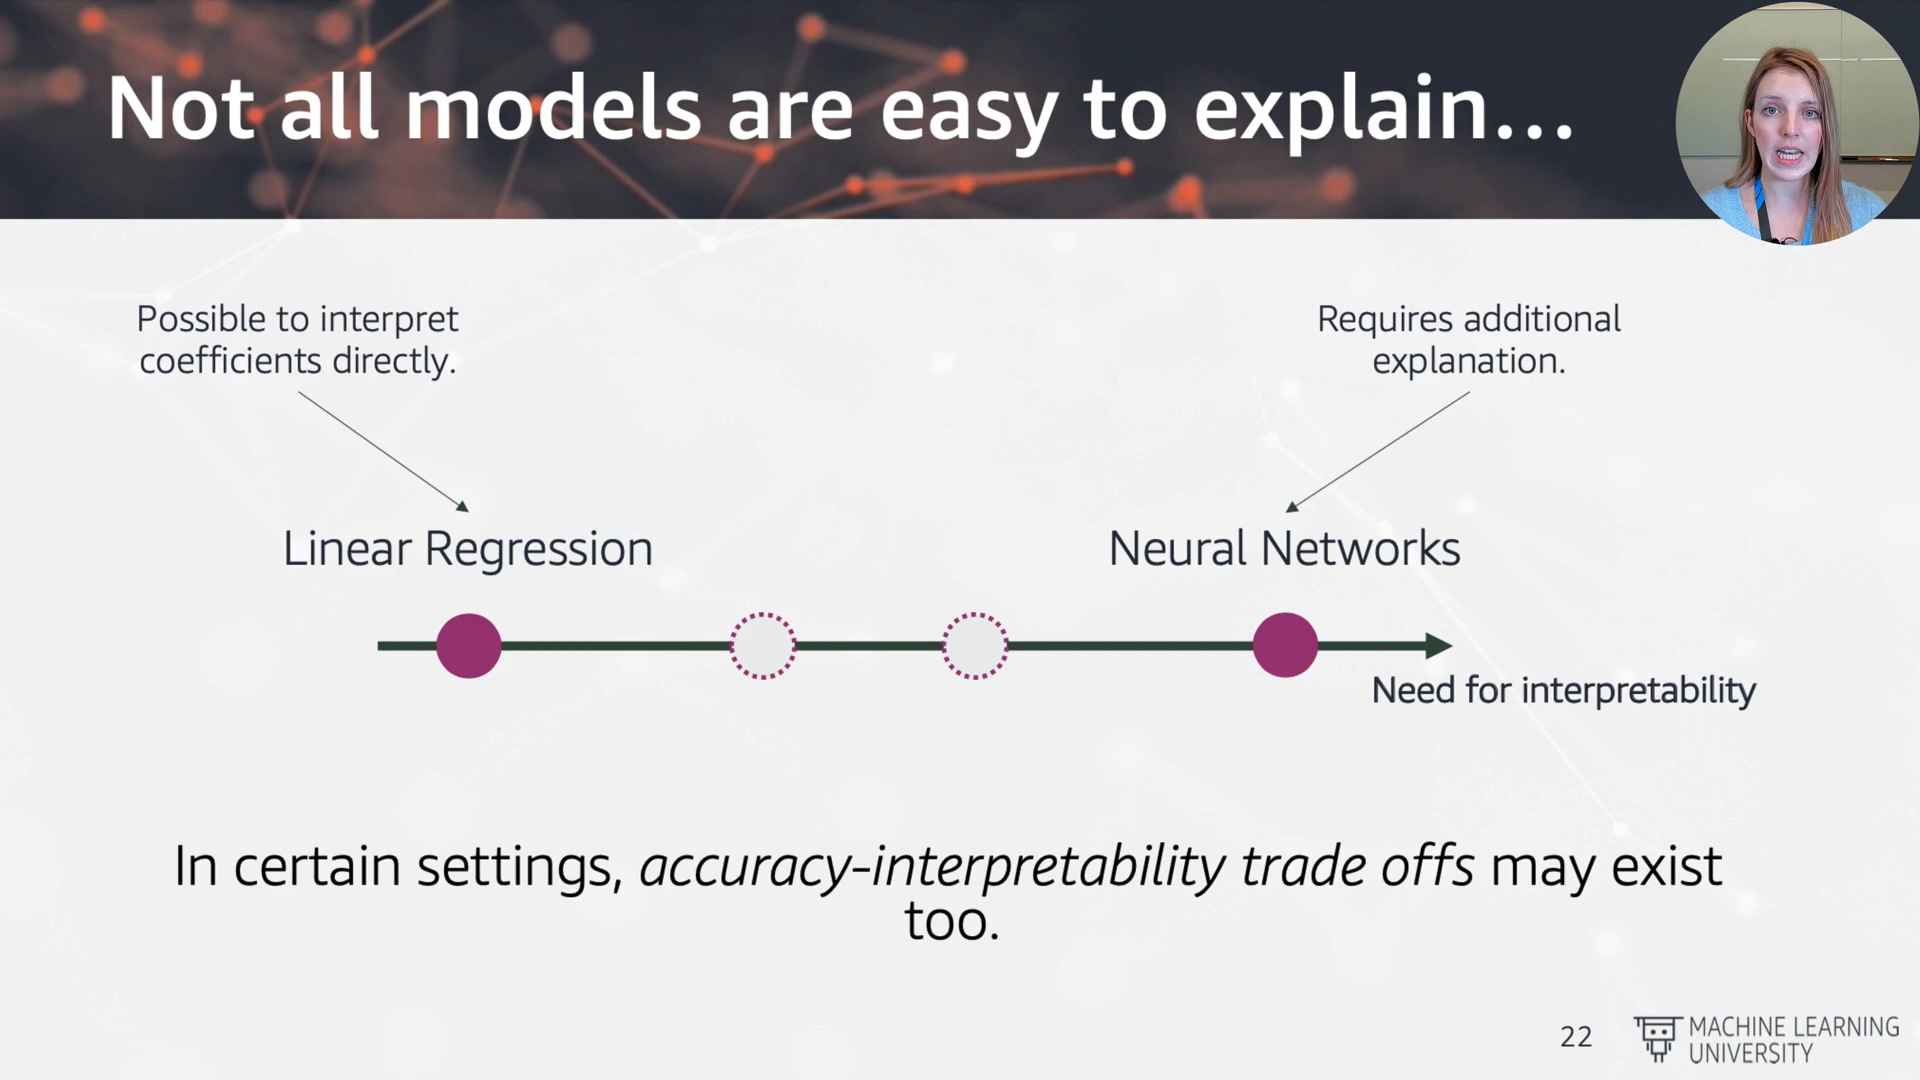 Not all models are easy to explain...
Possible to interpret
coefficients directly.
Requires additional
explanation.
Linear Regression
Neural Networks
Need for interpretability
In certain settings, accuracy-interpretability trade offs may exist
too.
22
MACHINE LEARNING
UNIVERSITY